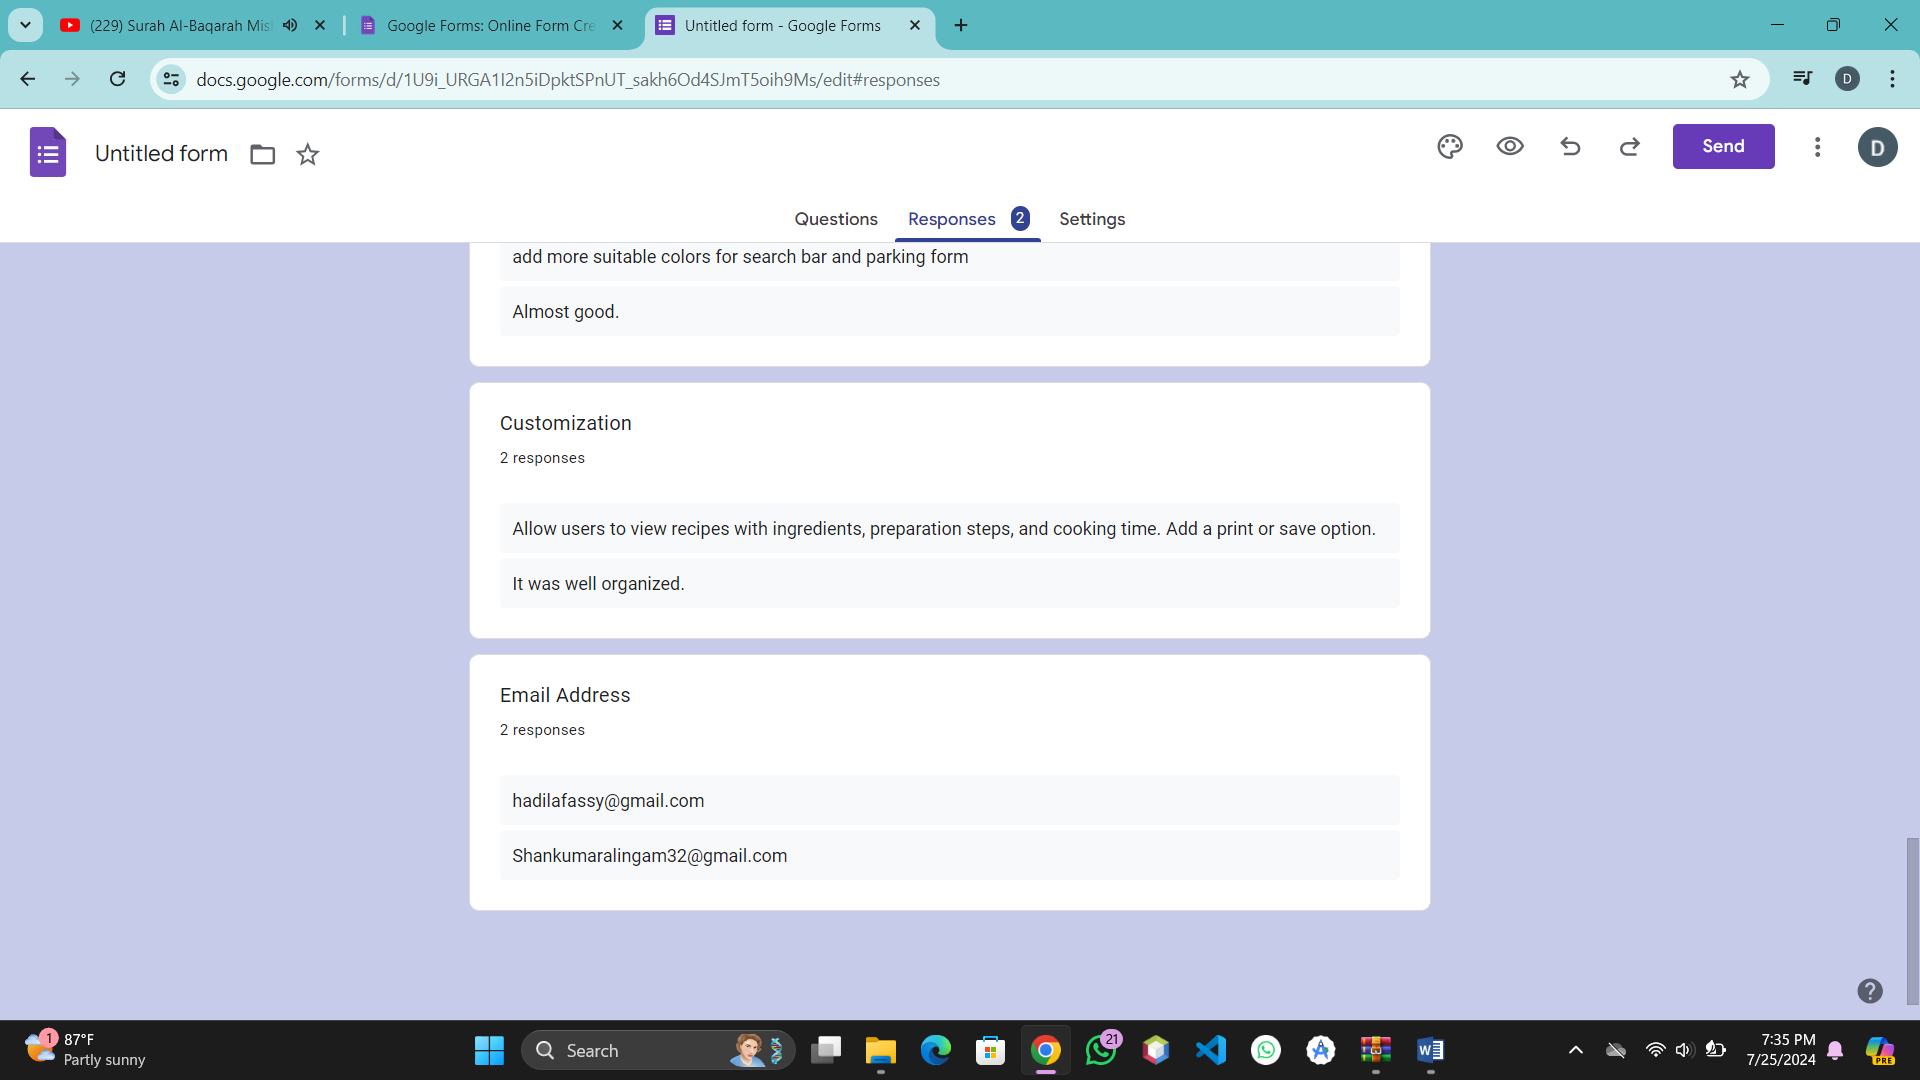 (229) Surah Al-Baqarah Mis
Google Forms: Online Form Cre
Untitled form - Google Forms
docs.google.com/forms/d/1U9i_URGA1I2n5iDpktSPnUT_sakh6Od4SJmT5oih9Ms/edit#responses
D
Untitled form
Send
D
Questions
Responses 2
Settings
add more suitable colors for search bar and parking form
Almost good.
Customization
2 responses
Allow users to view recipes with ingredients, preparation steps, and cooking time. Add a print or save option.
It was well organized.
Email Address
2 responses
hadilafassy@gmail.com
Shankumaralingam32@gmail.com
1
87°F
Partly sunny
Search
21
W
PRE
7:35 PM
7/25/2024